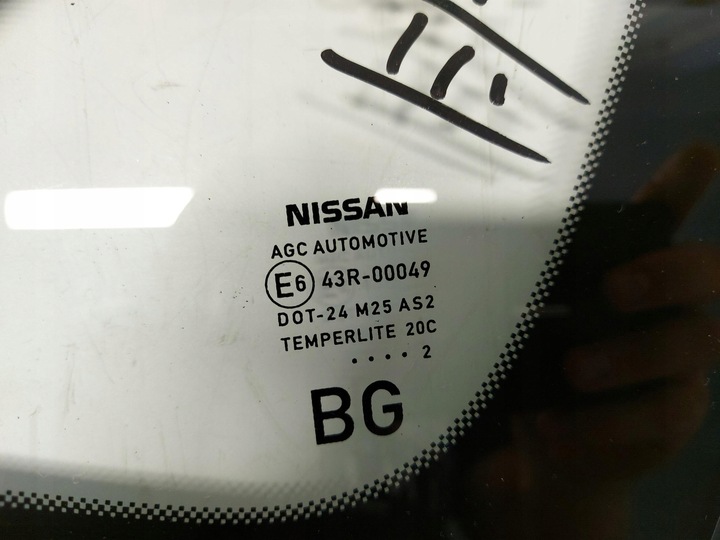 NISSAN
AGC AUTOMOTIVE
E6 43R-00049
DOT-24 M25 AS2
TEMPERLITE 20C
.... 2
BG